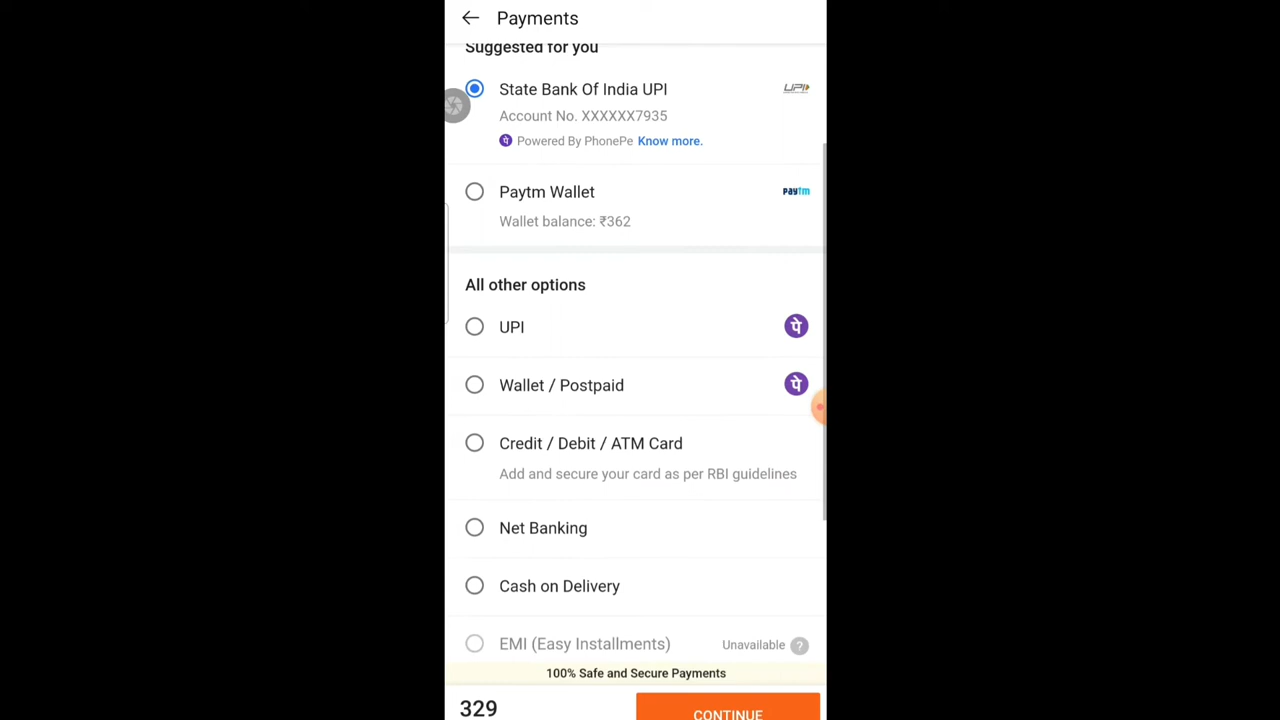 Payments
Suggested for you
State Bank Of India UPI
UPI
Account No. XXXXXX7935
पे Powered By PhonePe Know more.
Paytm Wallet
paytm
Wallet balance: ₹362
All other options
UPI
पे
Wallet / Postpaid
पे
Credit / Debit / ATM Card
Add and secure your card as per RBI guidelines
Net Banking
Cash on Delivery
EMI (Easy Installments)
Unavailable ?
100% Safe and Secure Payments
329
CONTINUE